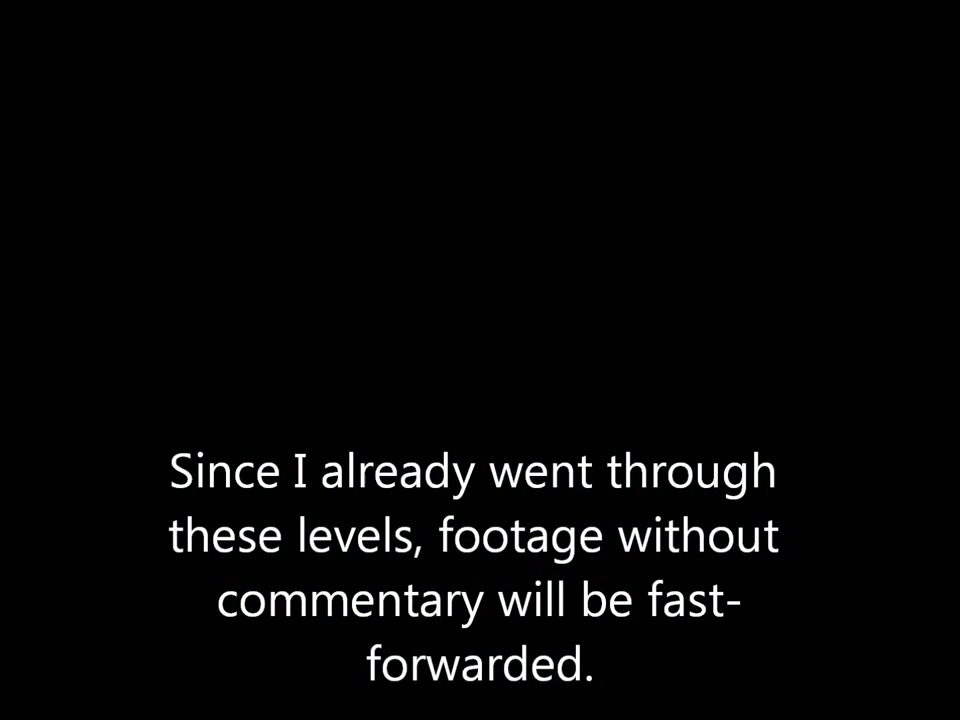 Since I already went through
these levels, footage without
commentary will be fast-
forwarded.